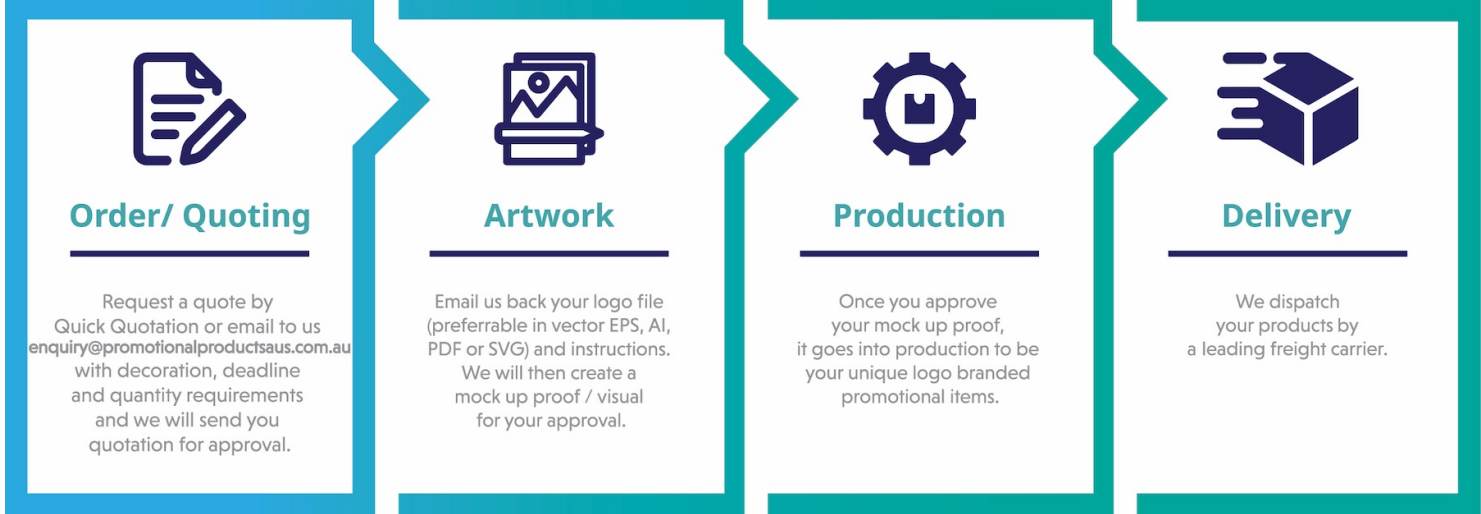 Order/ Quoting
Request a quote by
Quick Quotation or email to us
enquiry@promotionalproductsaus.com.au
with decoration, deadline
and quantity requirements
and we will send you
quotation for approval.
Artwork
Email us back your logo file
(preferrable in vector EPS, AI,
PDF or SVG) and instructions.
We will then create a
mock up proof / visual
for your approval.
Production
Once you approve
your mock up proof,
it goes into production to be
your unique logo branded
promotional items.
Delivery
We dispatch
your products by
a leading freight carrier.